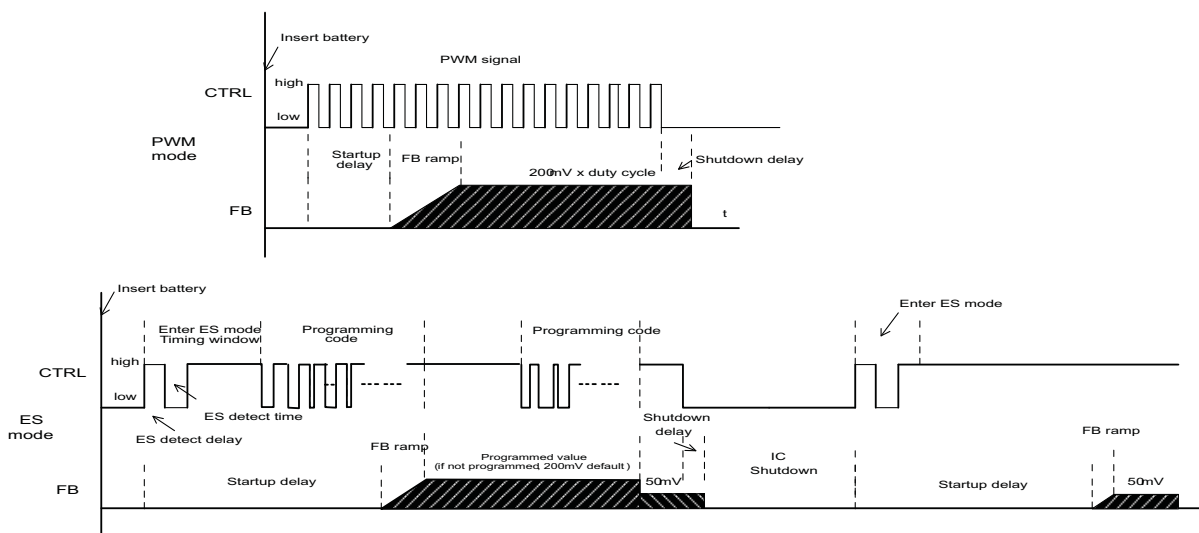 Insert battery
PWM signal
CTRL
high
low
PWM
mode
Startup
delay
FB ramp
Shutdown delay
200mV x duty cycle
FB
t
Insert battery
Enter ES mode
Enter ES mode
Timing window
Programming
code
Programming code
high
CTRL
low
ES detect time
ES
mode
ES detect delay
Shutdown
delay
FB ramp
Programmed value
(if not programmed, 200mV default)
IC
Shutdown
FB ramp
FB
Startup delay
50mV
Startup delay
50mV